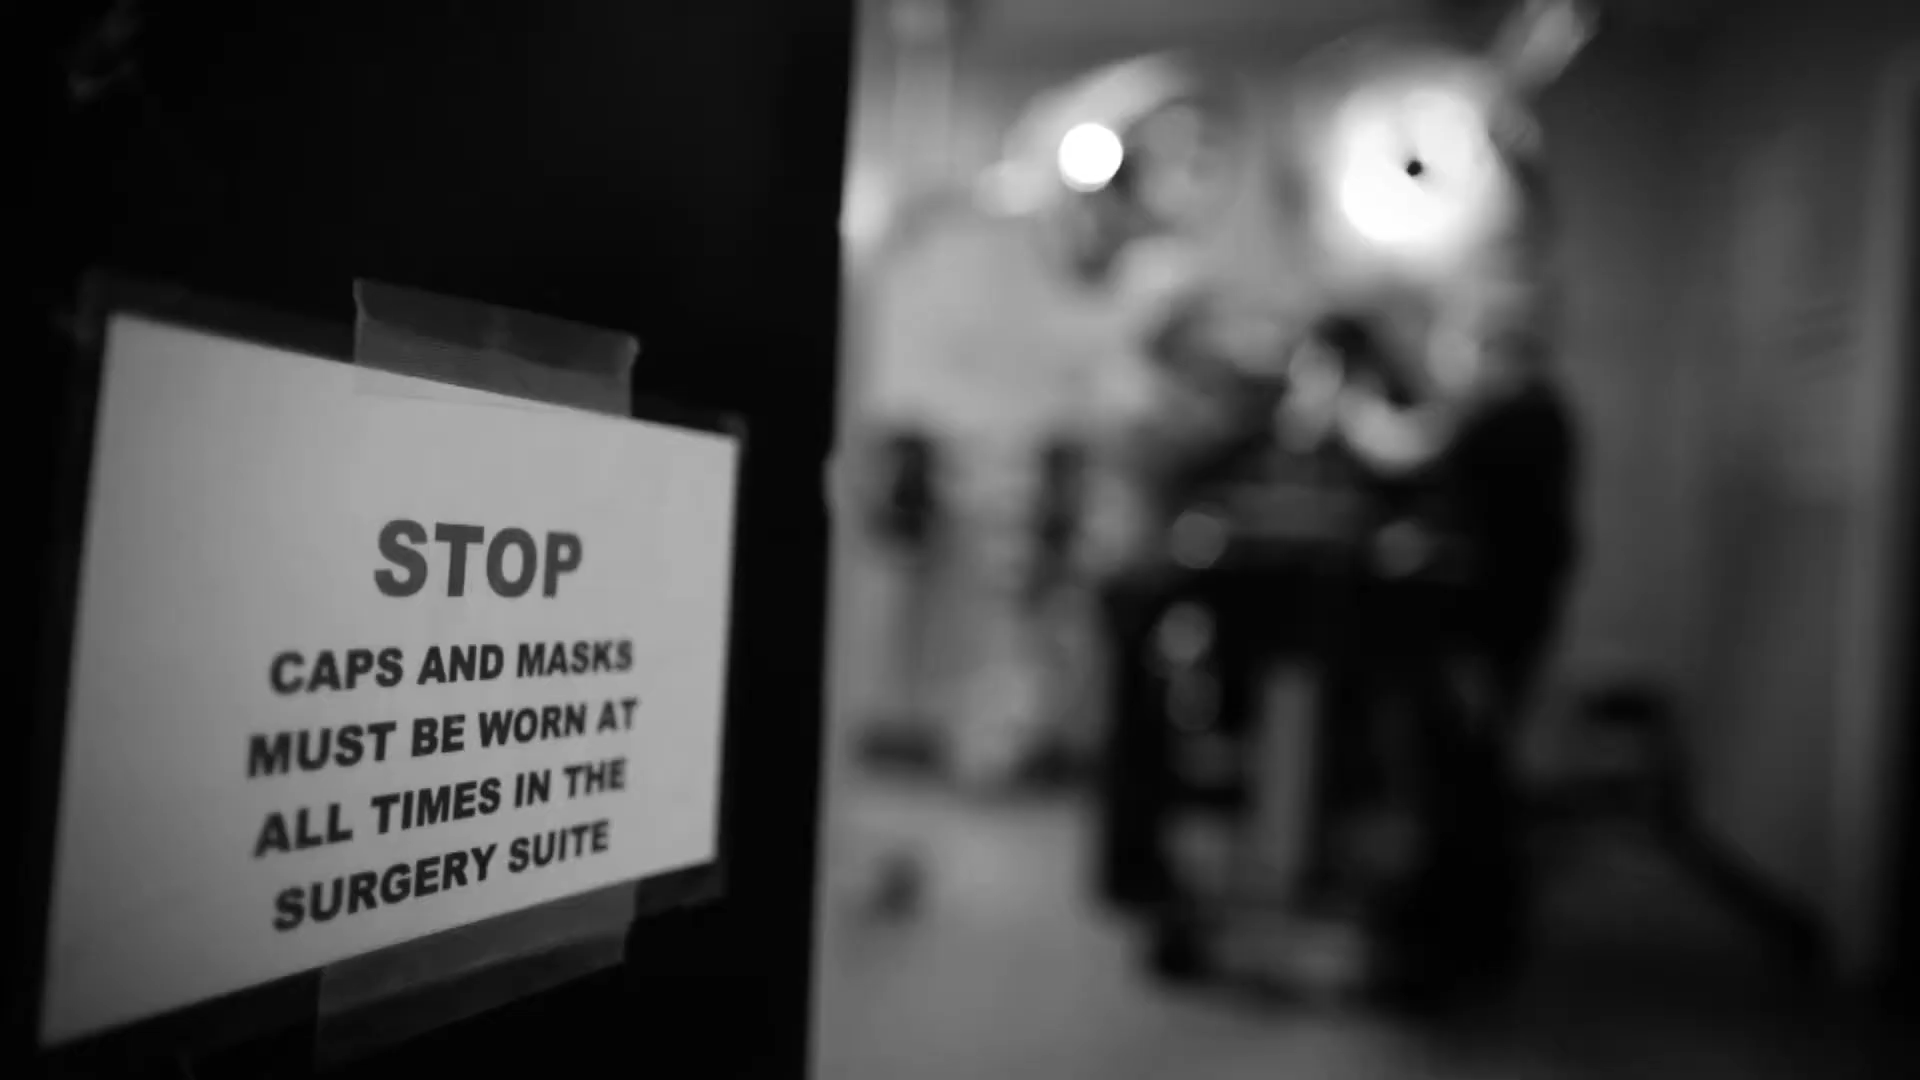 STOP
CAPS AND MASKS
MUST BE WORN AT
ALL TIMES IN THE
SURGERY SUITE